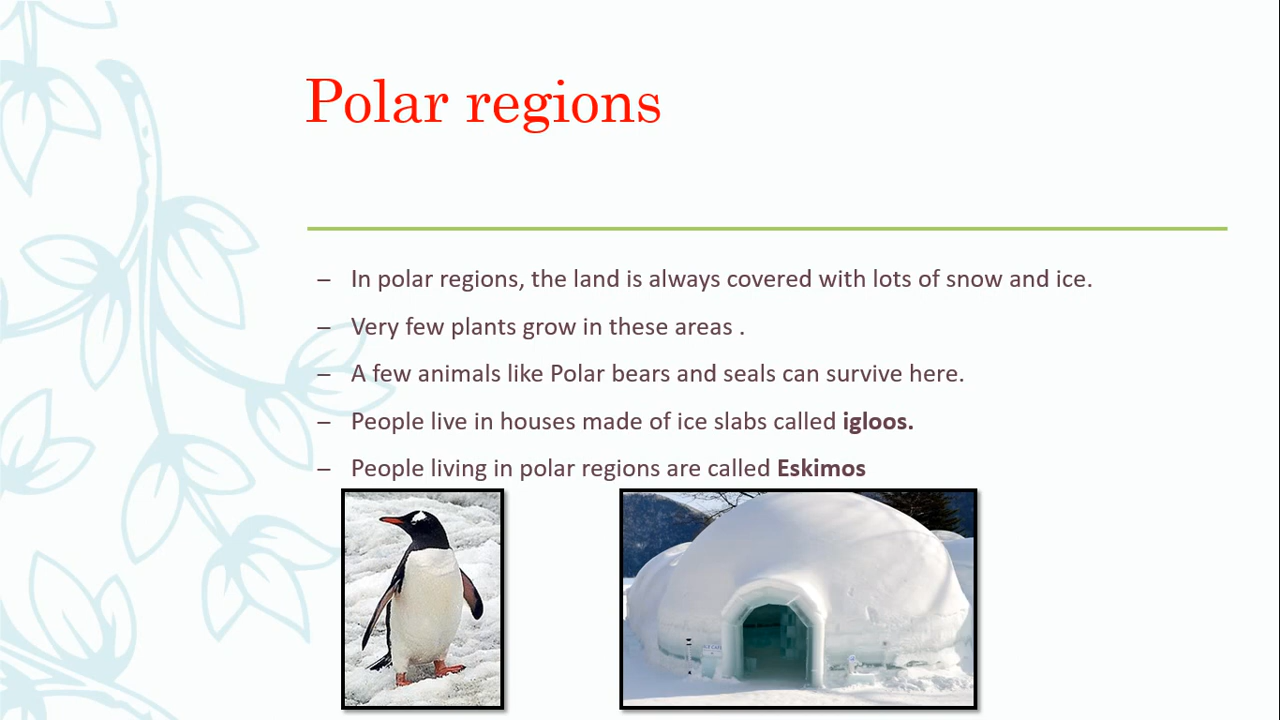 Polar regions
– In polar regions, the land is always covered with lots of snow and ice.
– Very few plants grow in these areas .
– A few animals like Polar bears and seals can survive here.
– People live in houses made of ice slabs called igloos.
– People living in polar regions are called Eskimos